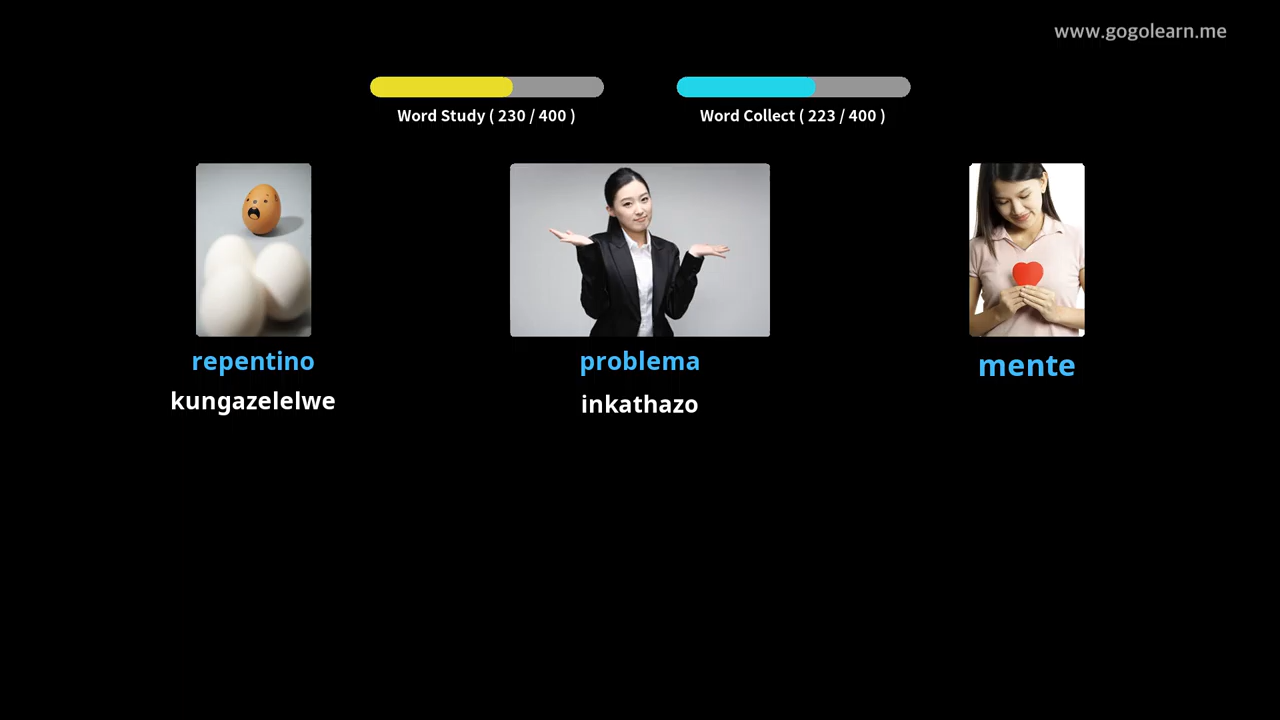 www.gogolearn.me
Word Study ( 230 / 400 )
Word Collect ( 223 / 400 )
repentino
problema
mente
kungazelelwe
inkathazo